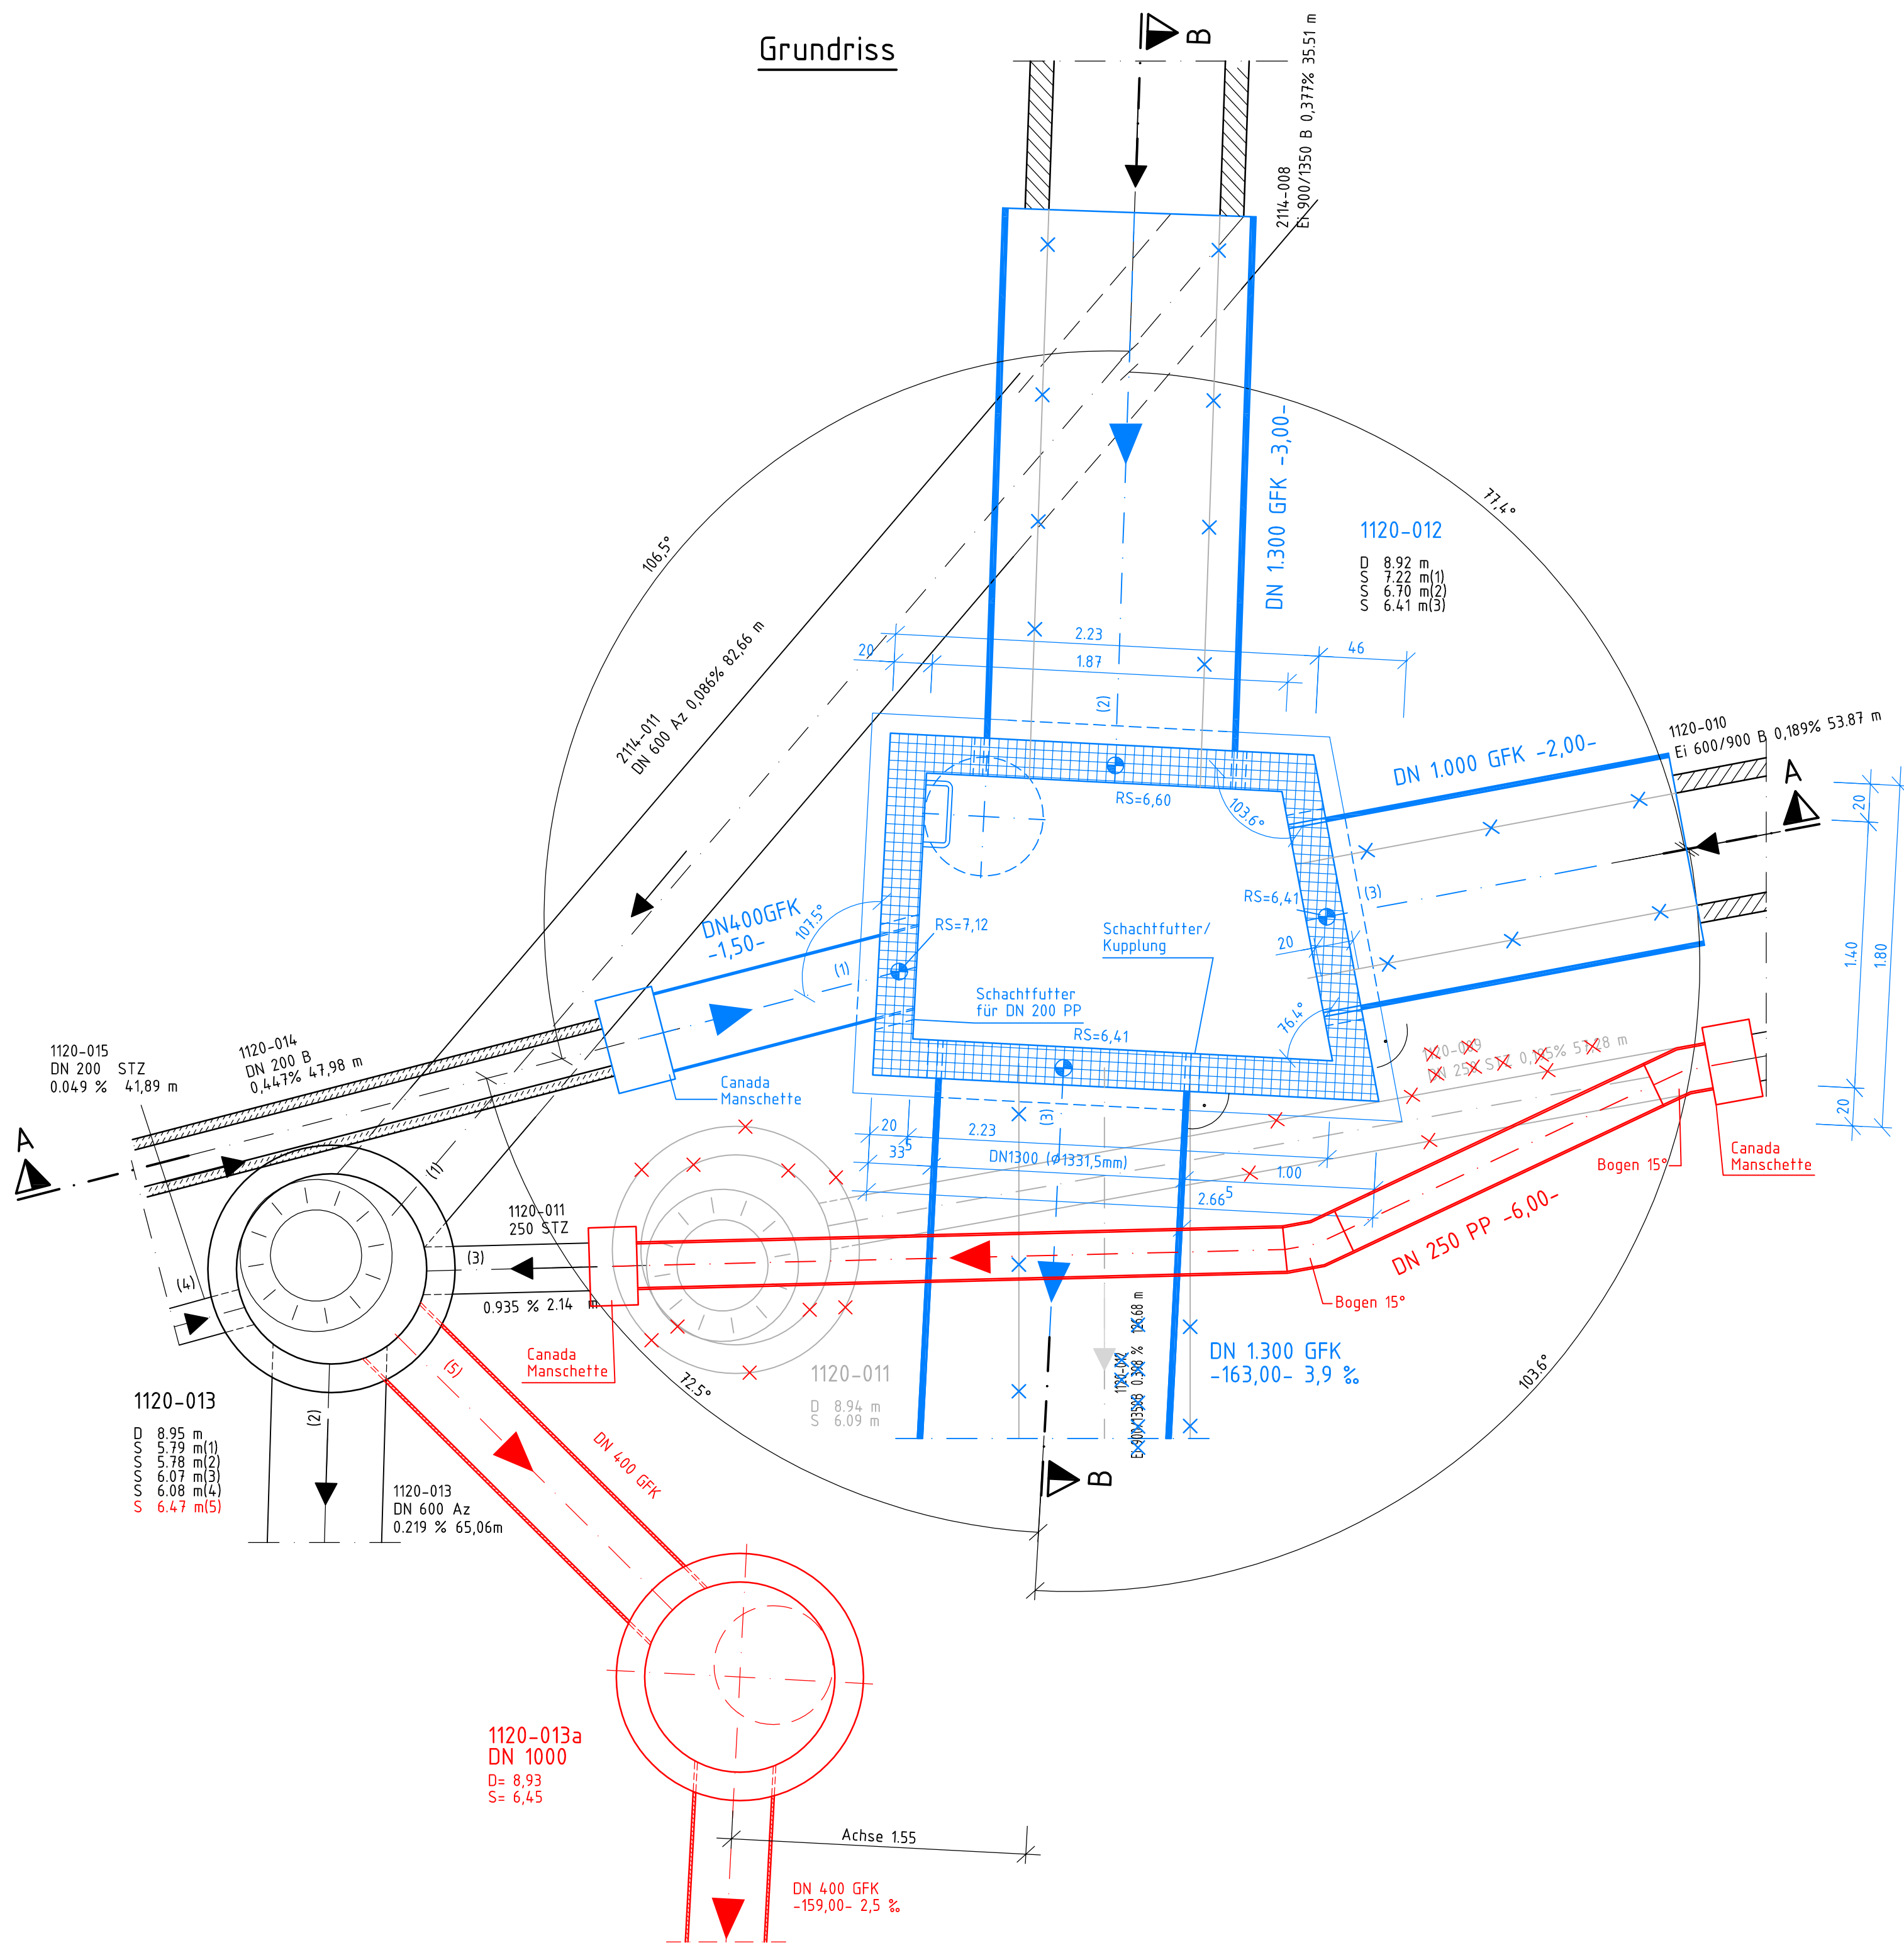 Grundriss
B
2114-008
Ei 900/1350 B 0,377% 35.51 m
77,4°
106,5°
DN 1.300 GFK -3,00-
1120-012
D 8.92 m
S 7.22 m(1)
S 6.70 m(2)
S 6.41 m(3)
2114-011
DN 600 Az 0,086% 82,66 m
2.23
20
1.87
46
(2)
1120-010
Ei 600/900 B 0,189% 53.87 m
DN 1.000 GFK -2,00-
A
RS=6,60
103.6°
20
1.40
1.80
20
DN400GFK
-1,50-
107.5°
RS=7,12
RS=6,41
(3)
Schachtfutter/
Kupplung
20
(1)
Schachtfutter
für DN 200 PP
RS=6,41
76.4°
1120-015
DN 200 STZ
0.049 % 41,89 m
1120-014
DN 200 B
0,447% 47,98 m
Canada
Manschette
A
(3)
20
2.23
33⁵
DN1300 (ø1331,5mm)
1.00
2.66⁵
Bogen 15°
Canada
Manschette
DN 250 PP -6,00-
Bogen 15°
(1)
1120-011
250 STZ
(3)
(4)
0.935 % 2.14 m
Canada
Manschette
(5)
1120-011
D 8.94 m
S 6.09 m
DN 1.300 GFK
-163,00- 3,9 ‰
72.5°
103.6°
B
1120-013
D 8.95 m
S 5.79 m(1)
S 5.78 m(2)
S 6.07 m(3)
S 6.08 m(4)
S 6.47 m(5)
(2)
1120-013
DN 600 Az
0.219 % 65,06m
DN 400 GFK
1120-013a
DN 1000
D= 8,93
S= 6,45
Achse 1.55
DN 400 GFK
-159,00- 2,5 ‰